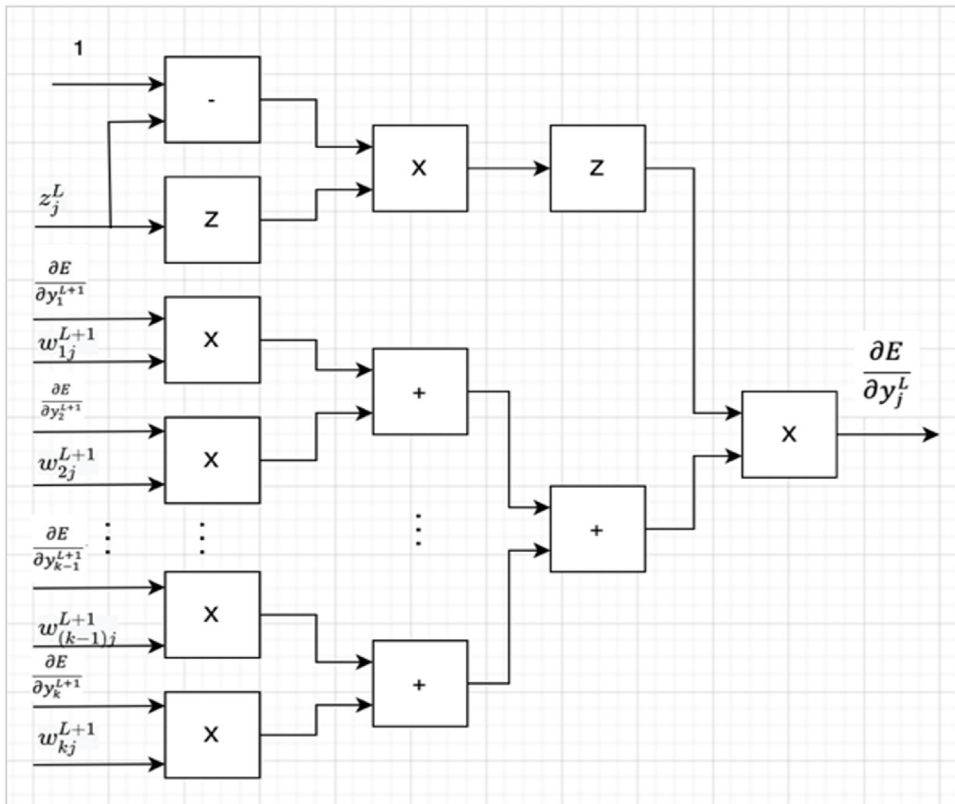 1
-
x
z
z_j^L
z
∂E/∂y_1^{L+1}
x
w_{1j}^{L+1}
∂E/∂y_j^L
+
∂E/∂y_2^{L+1}
x
x
w_{2j}^{L+1}
⋮ ⋮ ⋮
+
∂E/∂y_{k-1}^{L+1}
x
w_{(k-1)j}^{L+1}
∂E/∂y_k^{L+1}
+
x
w_{kj}^{L+1}